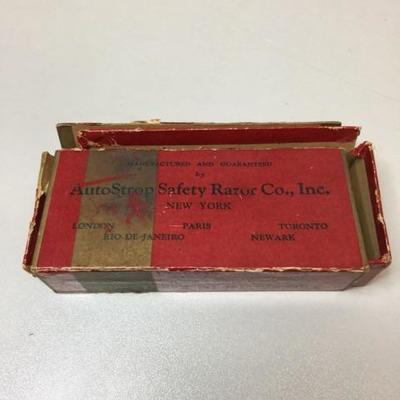 MANUFACTURED AND GUARANTEED
by
AutoStrop Safety Razor Co., Inc.
NEW YORK
LONDON PARIS TORONTO
RIO-DE-JANEIRO NEWARK